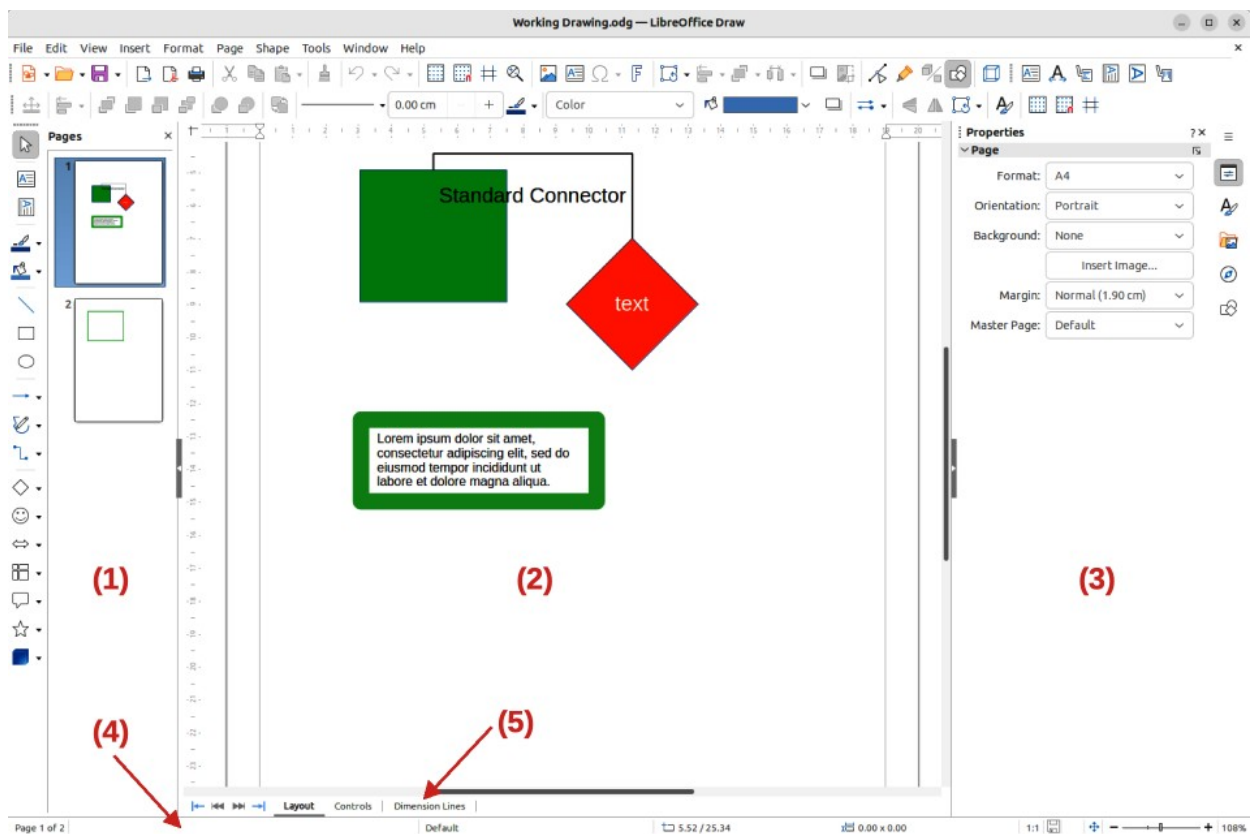 Working Drawing.odg — LibreOffice Draw
File Edit View Insert Format Page Shape Tools Window Help
0.00 cm
Color
Pages
1
2
Standard Connector
text
Lorem ipsum dolor sit amet,
consectetur adipiscing elit, sed do
eiusmod tempor incididunt ut
labore et dolore magna aliqua.
Properties
Page
Format: A4
Orientation: Portrait
Background: None
Insert Image...
Margin: Normal (1.90 cm)
Master Page: Default
(1)
(2)
(3)
(4)
(5)
Layout Controls Dimension Lines
Page 1 of 2 Default 5.52 / 25.34 0.00 x 0.00 1:1 108%